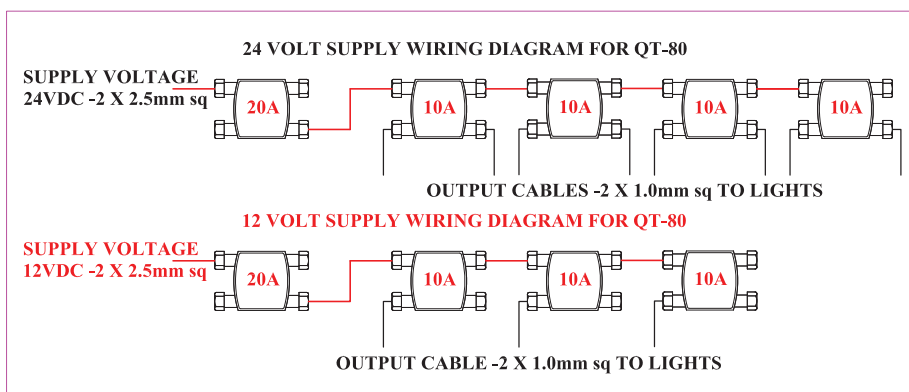 24 VOLT SUPPLY WIRING DIAGRAM FOR QT-80
SUPPLY VOLTAGE
24VDC -2 X 2.5mm sq
20A
10A
10A
10A
10A
OUTPUT CABLES -2 X 1.0mm sq TO LIGHTS
12 VOLT SUPPLY WIRING DIAGRAM FOR QT-80
SUPPLY VOLTAGE
12VDC -2 X 2.5mm sq
20A
10A
10A
10A
OUTPUT CABLE -2 X 1.0mm sq TO LIGHTS